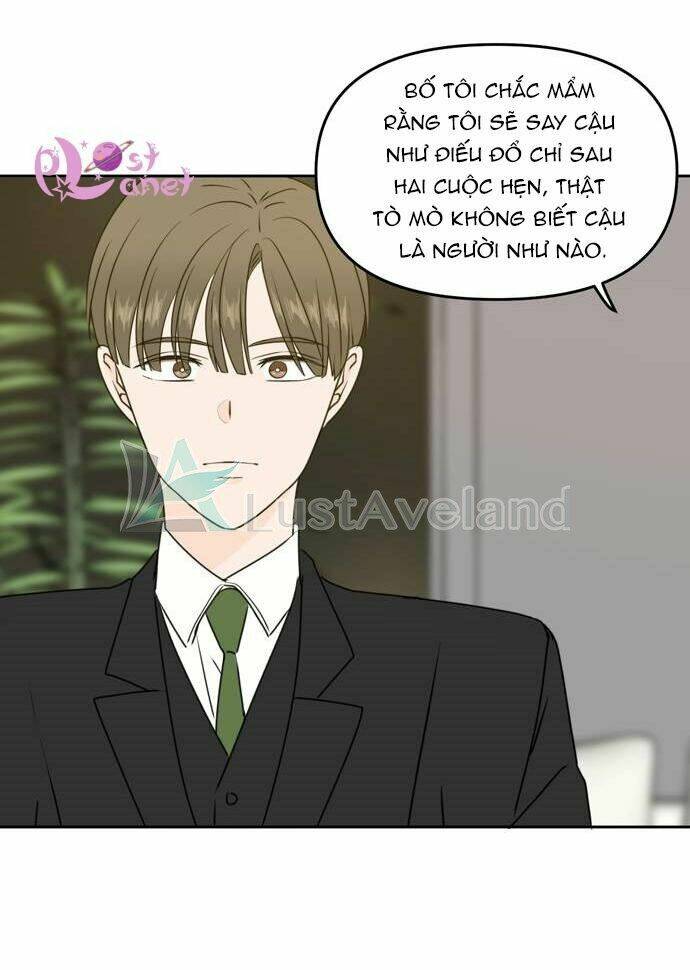 Lost
Planet
BỐ TÔI CHẮC MẨM
RẰNG TÔI SẼ SAY CẬU
NHƯ ĐIẾU ĐỔ CHỈ SAU
HAI CUỘC HẸN, THẬT
TÒ MÒ KHÔNG BIẾT CẬU
LÀ NGƯỜI NHƯ NÀO.
LUSTAVELAND